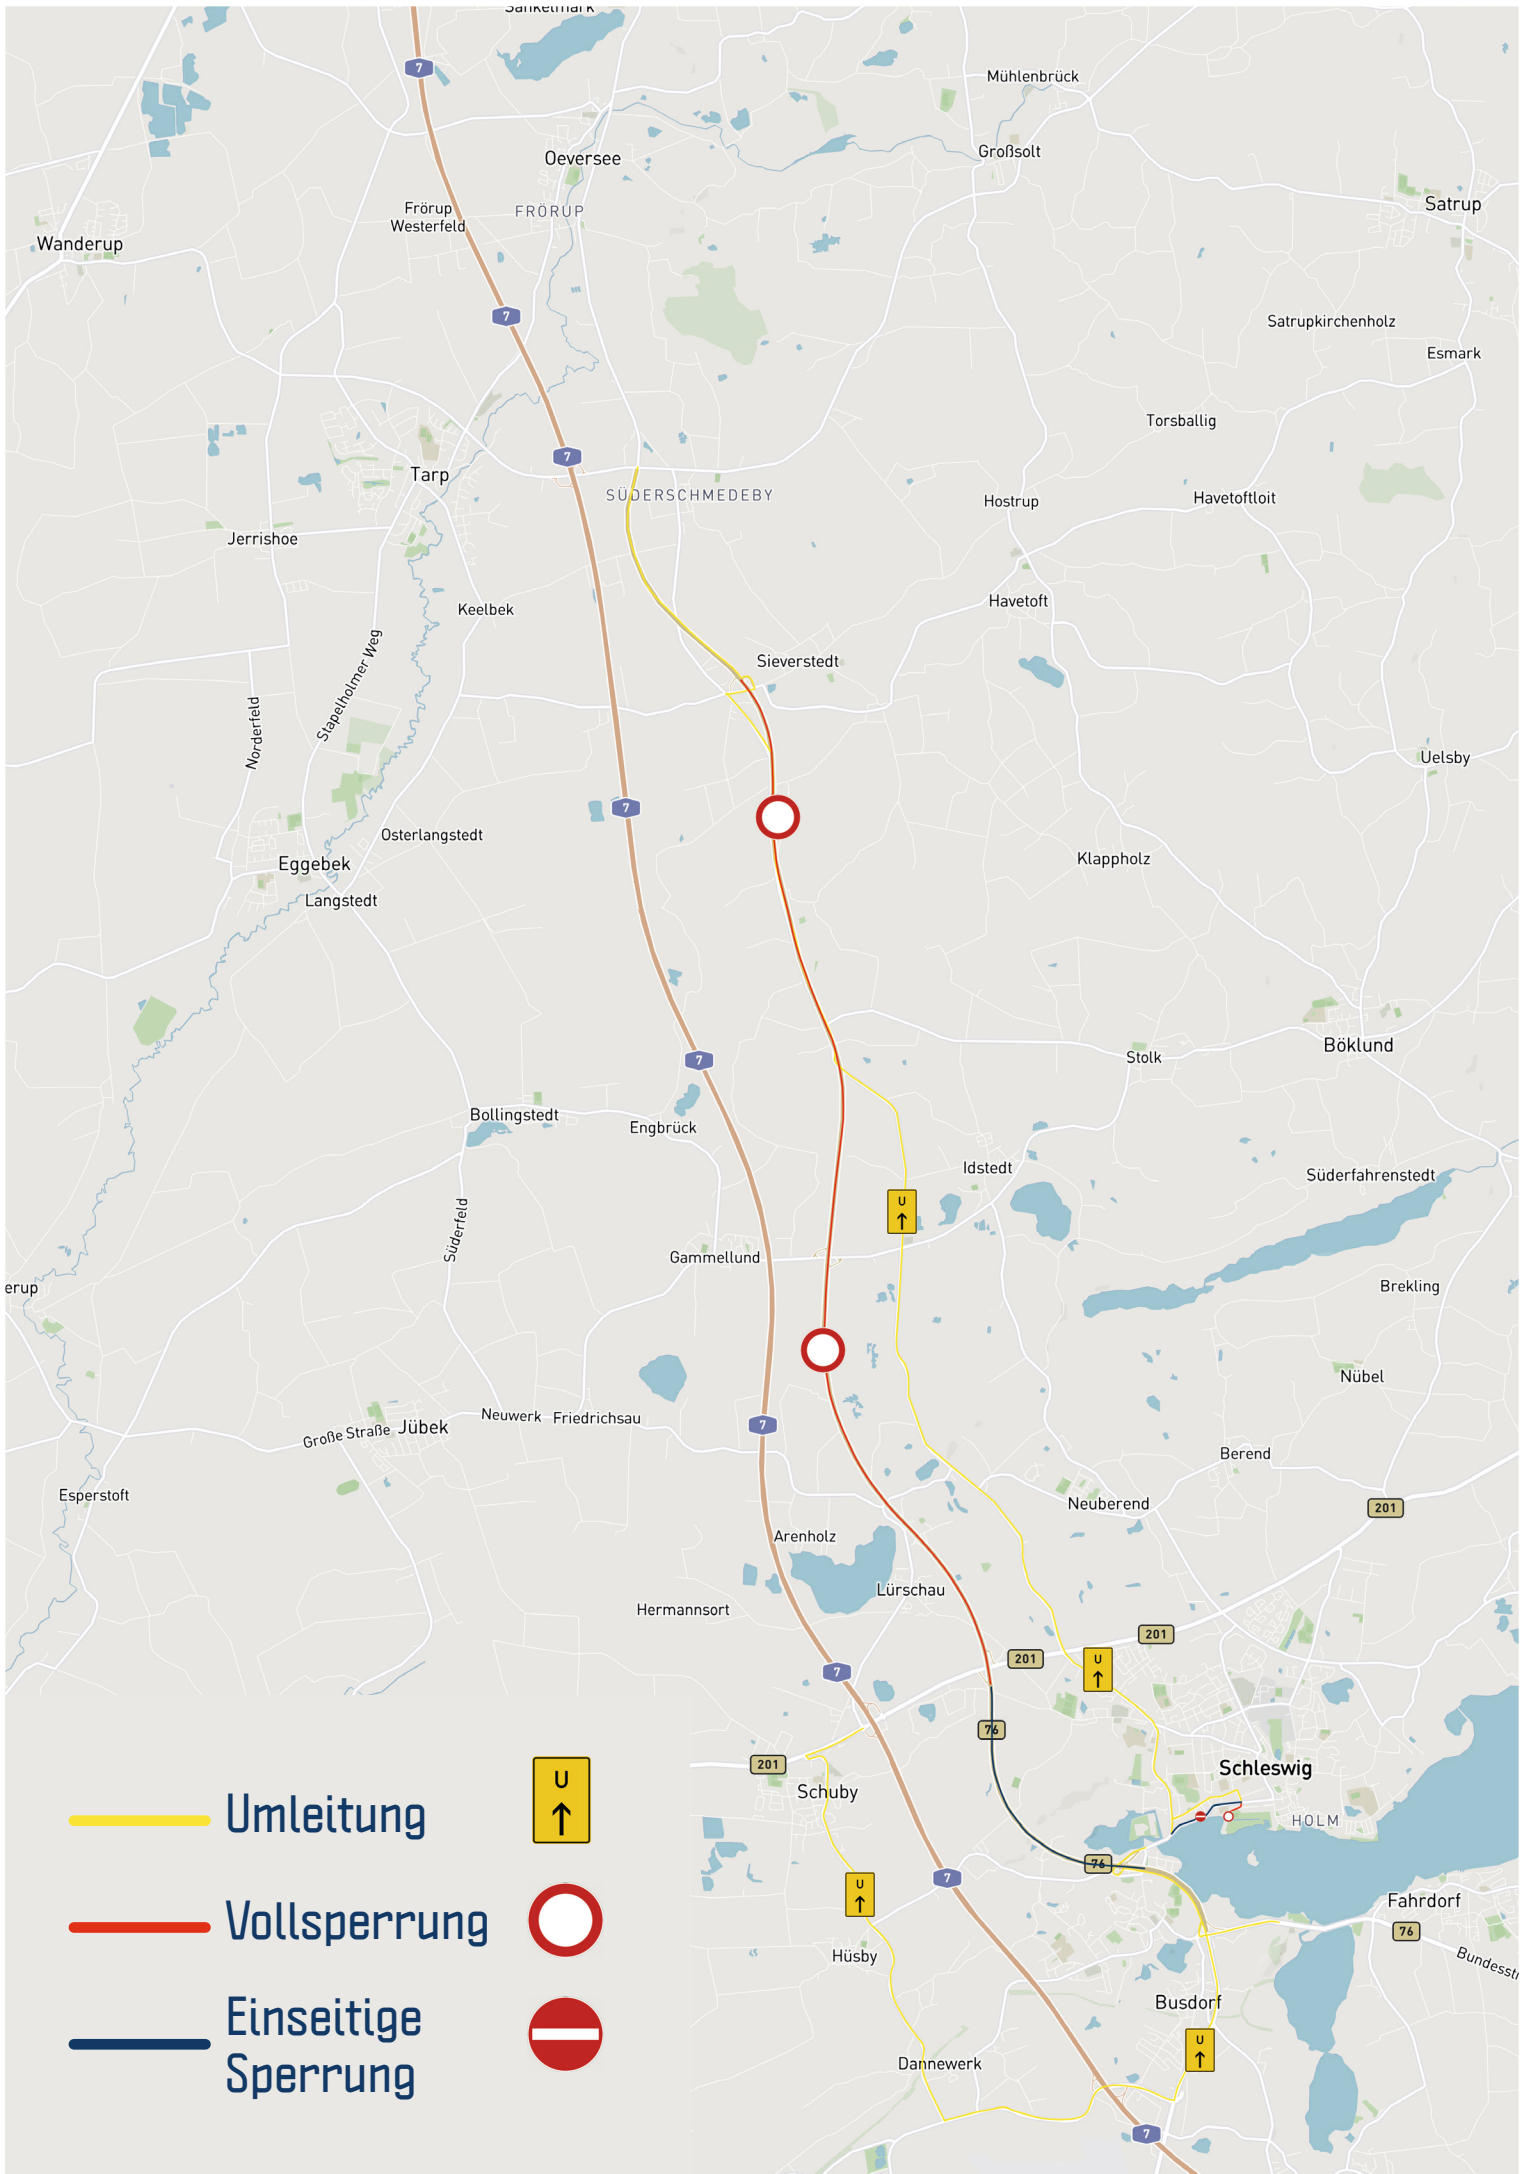 Sankelmark
7
Mühlenbrück
Großsolt
Oeversee
Satrup
Frörup
Westerfeld
FRÖRUP
Wanderup
7
Satrupkirchenholz
Esmark
Torsballig
7
Tarp
SÜDERSCHMEDEBY
Hostrup
Havetoftloit
Jerrishoe
Keelbek
Havetoft
Stapelholmer Weg
Sieverstedt
Norderfeld
Uelsby
7
Osterlangstedt
Eggebek
Klappholz
Langstedt
Böklund
Stolk
7
Bollingstedt
Engbrück
Idstedt
Süderfahrenstedt
U
Süderfeld
Gammellund
erup
Brekling
Nübel
Große Straße
Jübek
Neuwerk
Friedrichsau
7
Berend
Esperstoft
Neuberend
201
Arenholz
Lürschau
Hermannsort
201
201
U
7
76
201
Schuby
Schleswig
HOLM
76
7
U
Fahrdorf
76
Hüsby
Bundesstr
Busdorf
U
Dannewerk
7
Umleitung
U
Vollsperrung
Einseitige
Sperrung